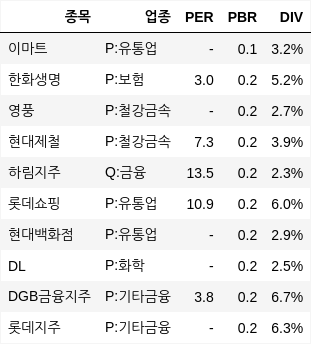 종목 업종 PER PBR DIV
이마트 P:유통업 - 0.1 3.2%
한화생명 P:보험 3.0 0.2 5.2%
영풍 P:철강금속 - 0.2 2.7%
현대제철 P:철강금속 7.3 0.2 3.9%
하림지주 Q:금융 13.5 0.2 2.3%
롯데쇼핑 P:유통업 10.9 0.2 6.0%
현대백화점 P:유통업 - 0.2 2.9%
DL P:화학 - 0.2 2.5%
DGB금융지주 P:기타금융 3.8 0.2 6.7%
롯데지주 P:기타금융 - 0.2 6.3%